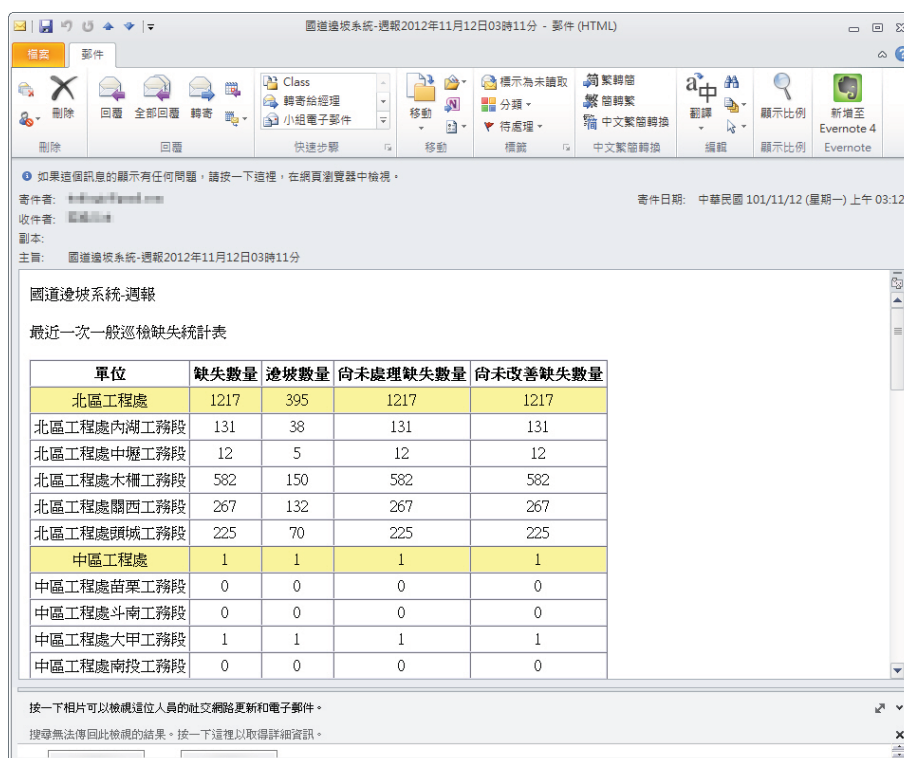 國道邊坡系統-週報2012年11月12日03時11分 - 郵件 (HTML)
檔案 郵件
刪除 回覆 全部回覆 轉寄
Class
轉寄給經理
小組電子郵件
移動
標示為未讀取
分類
待處理
简 繁轉簡
繁 簡轉繁
中文繁簡轉換
翻譯
顯示比例
新增至
Evernote 4
刪除 回覆 快速步驟 移動 標籤 中文繁簡轉換 編輯 顯示比例 Evernote
如果這個訊息的顯示有任何問題，請按一下這裡，在網頁瀏覽器中檢視。
寄件者: 寄件日期: 中華民國 101/11/12 (星期一) 上午 03:12
收件者:
副本:
主旨: 國道邊坡系統-週報2012年11月12日03時11分
國道邊坡系統-週報
最近一次一般巡檢缺失統計表
單位 缺失數量 邊坡數量 尚未處理缺失數量 尚未改善缺失數量
北區工程處 1217 395 1217 1217
北區工程處內湖工務段 131 38 131 131
北區工程處中壢工務段 12 5 12 12
北區工程處木柵工務段 582 150 582 582
北區工程處關西工務段 267 132 267 267
北區工程處頭城工務段 225 70 225 225
中區工程處 1 1 1 1
中區工程處苗栗工務段 0 0 0 0
中區工程處斗南工務段 0 0 0 0
中區工程處大甲工務段 1 1 1 1
中區工程處南投工務段 0 0 0 0
按一下相片可以檢視這位人員的社交網路更新和電子郵件。
搜尋無法傳回此檢視的結果。按一下這裡以取得詳細資訊。